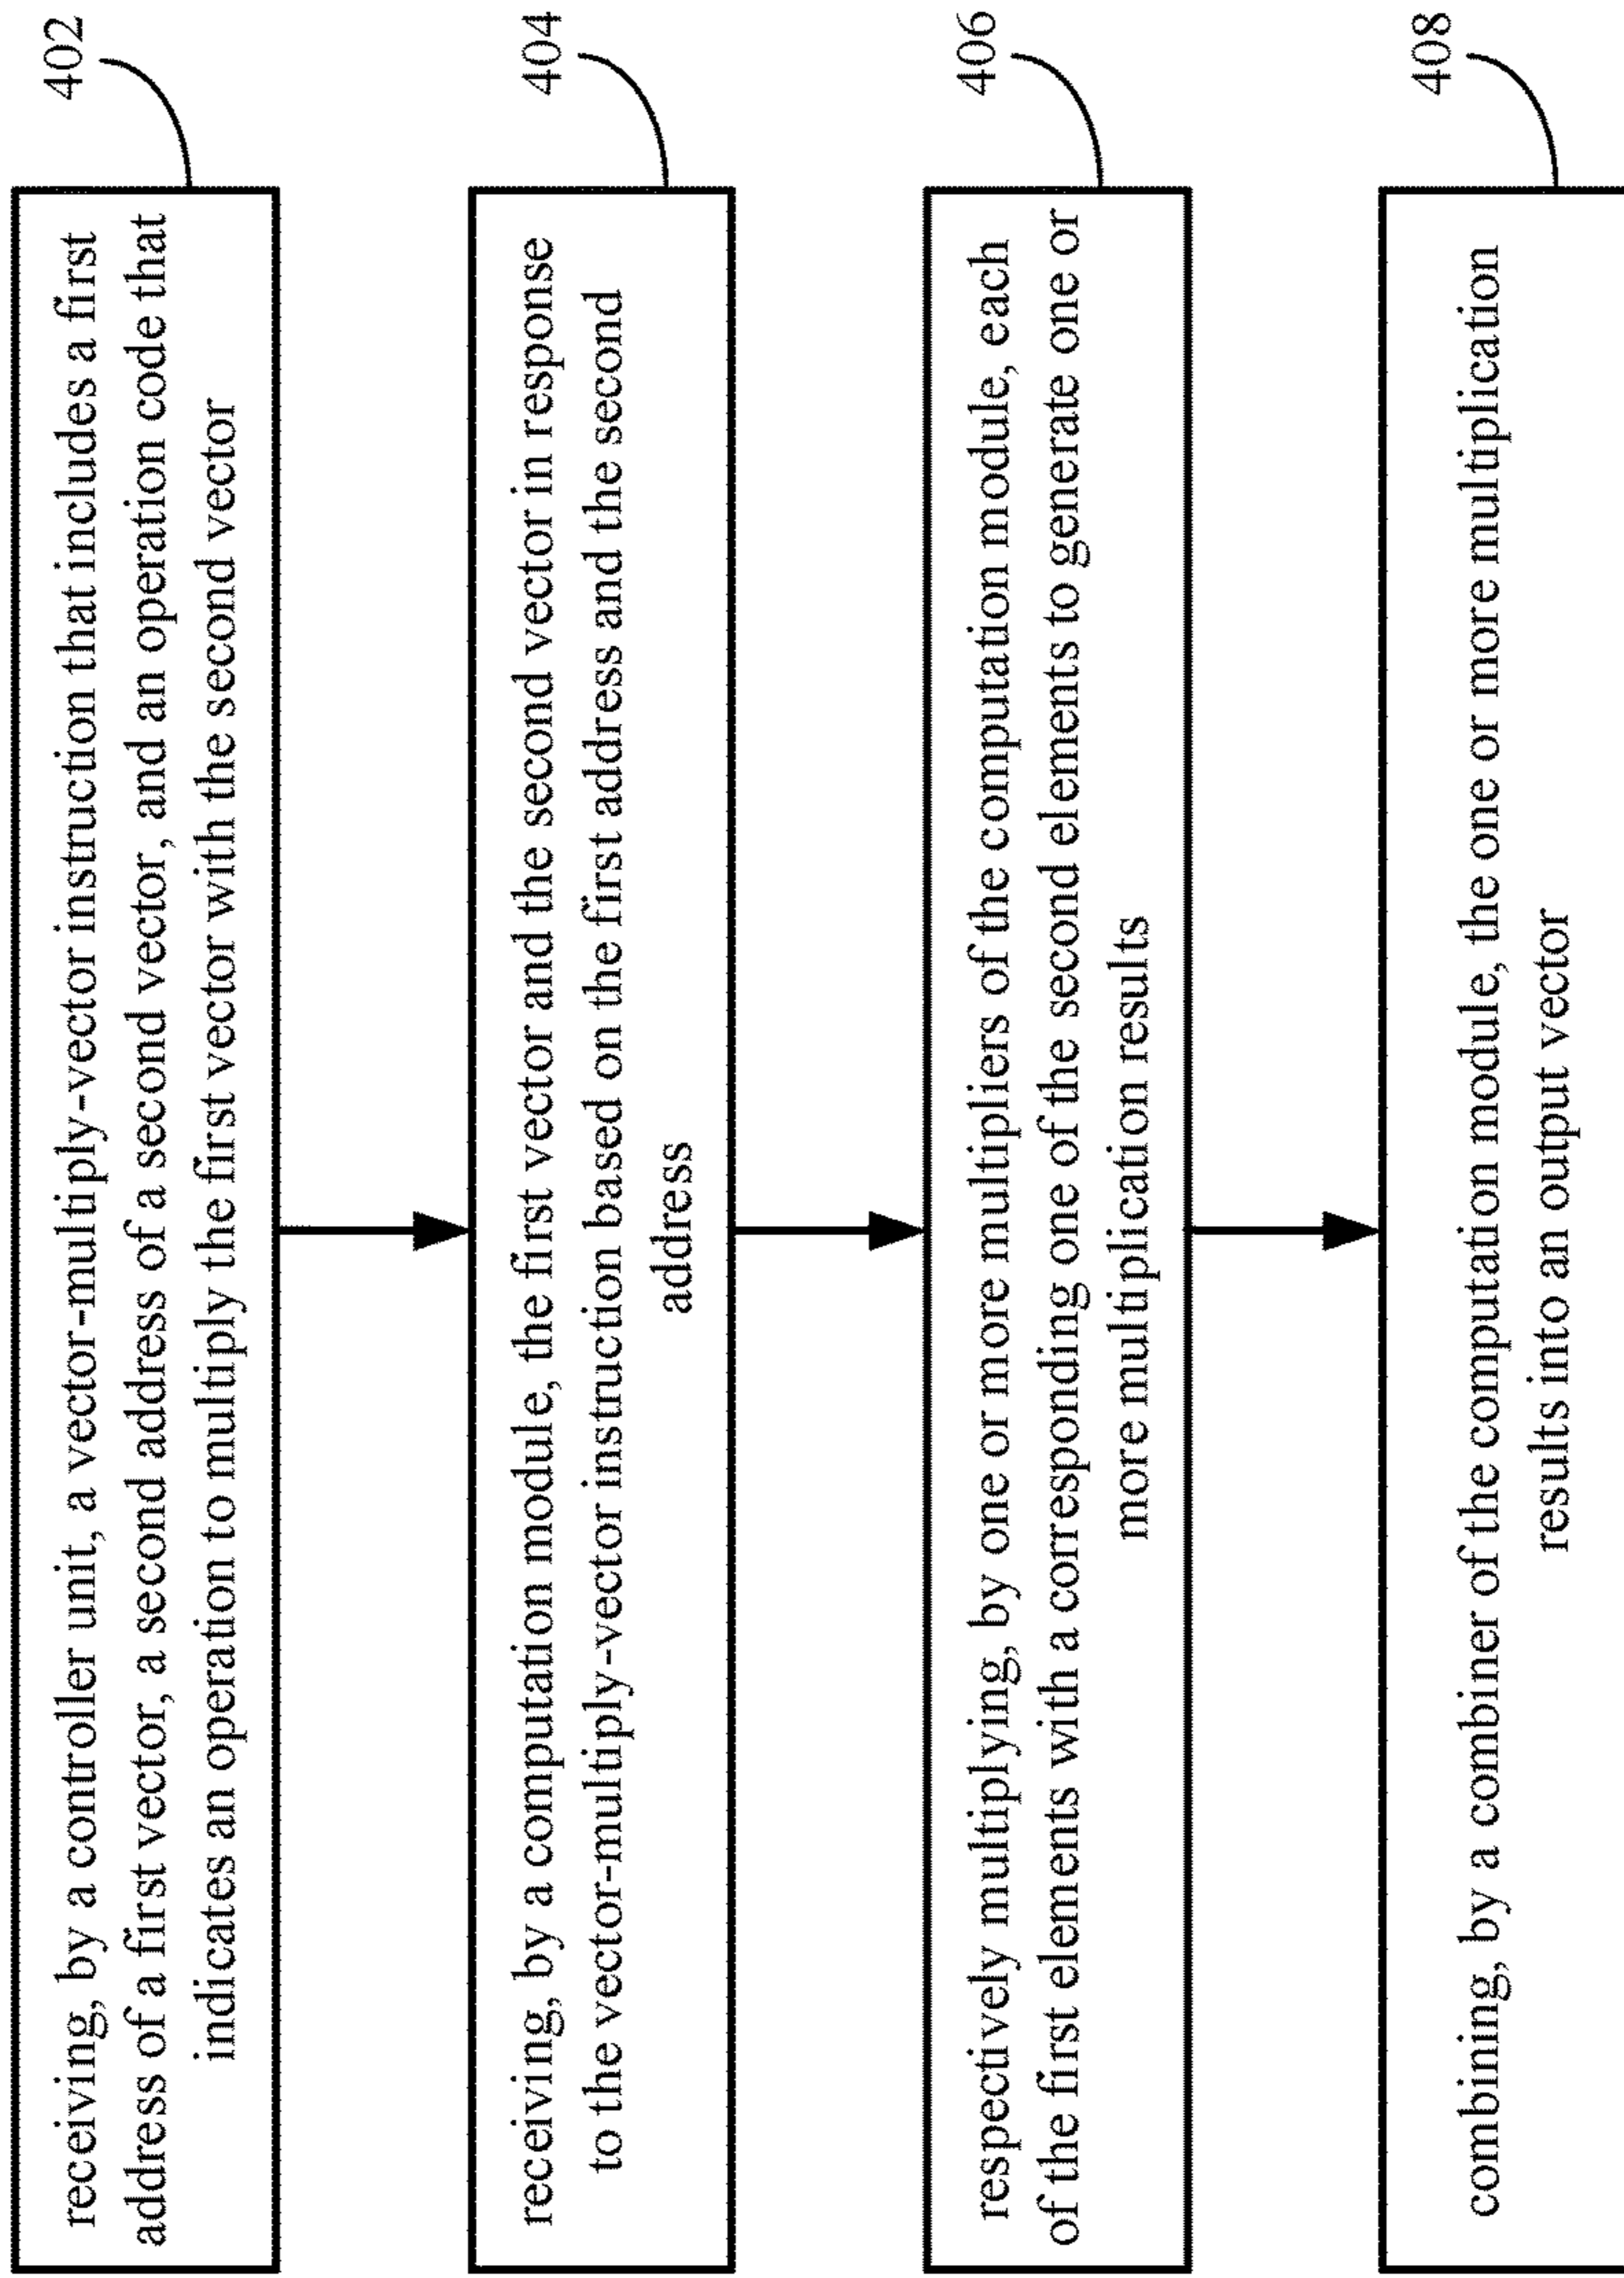 receiving, by a controller unit, a vector-multiply-vector instruction that includes a first
address of a first vector, a second address of a second vector, and an operation code that
indicates an operation to multiply the first vector with the second vector
402
receiving, by a computation module, the first vector and the second vector in response
to the vector-multiply-vector instruction based on the first address and the second
address
404
respectively multiplying, by one or more multipliers of the computation module, each
of the first elements with a corresponding one of the second elements to generate one or
more multiplication results
406
combining, by a combiner of the computation module, the one or more multiplication
results into an output vector
408